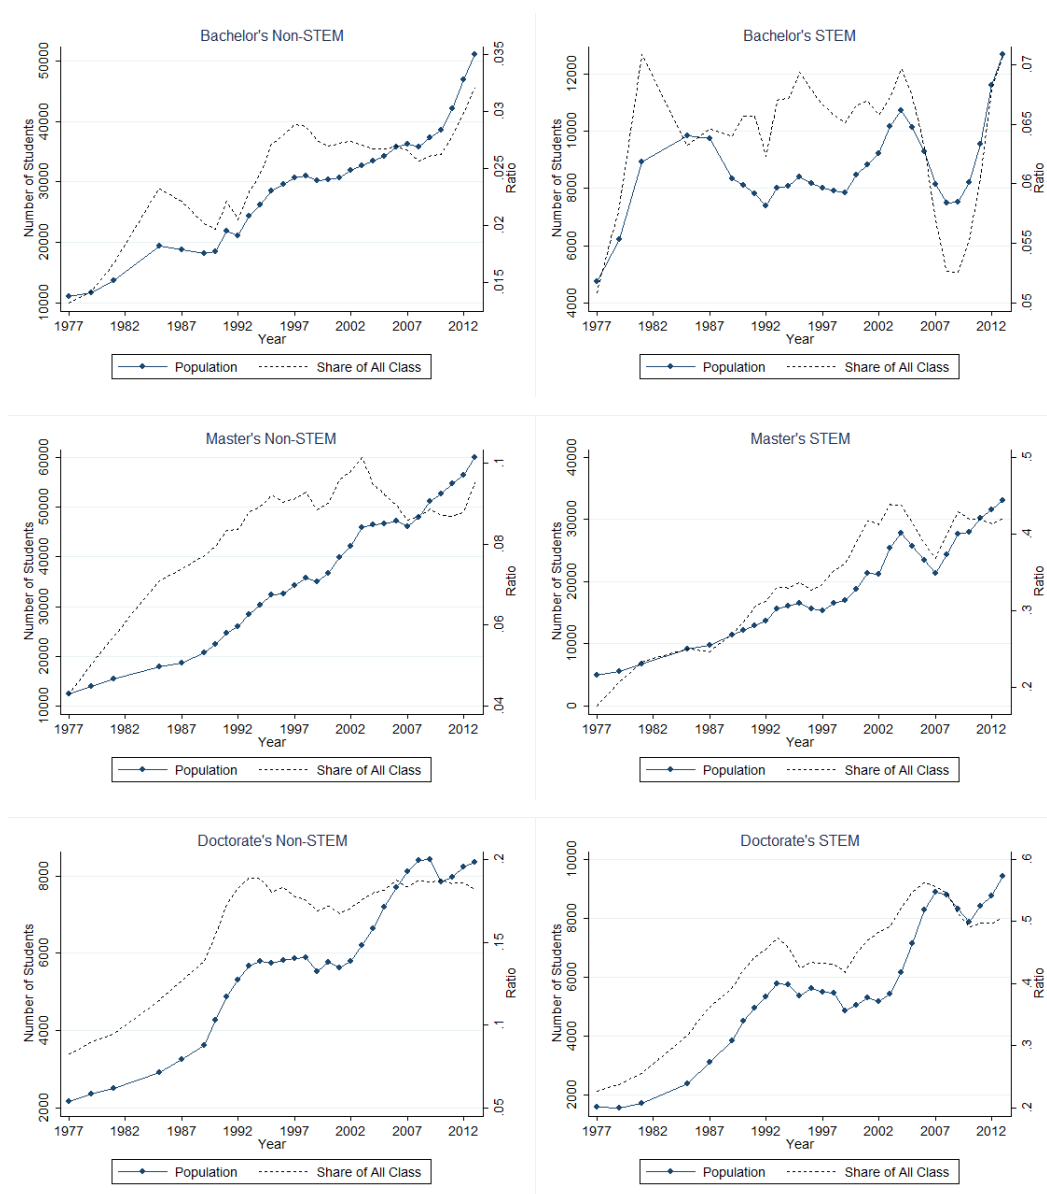 Bachelor's Non-STEM
Number of Students
10000 20000 30000 40000 50000
.015 .02 .025 .03 .035
Ratio
1977 1982 1987 1992 1997 2002 2007 2012
Year
Population Share of All Class
Bachelor's STEM
Number of Students
4000 6000 8000 10000 12000
.05 .055 .06 .065 .07
Ratio
1977 1982 1987 1992 1997 2002 2007 2012
Year
Population Share of All Class
Master's Non-STEM
Number of Students
10000 20000 30000 40000 50000 60000
.04 .06 .08 .1
Ratio
1977 1982 1987 1992 1997 2002 2007 2012
Year
Population Share of All Class
Master's STEM
Number of Students
0 10000 20000 30000 40000
.2 .3 .4 .5
Ratio
1977 1982 1987 1992 1997 2002 2007 2012
Year
Population Share of All Class
Doctorate's Non-STEM
Number of Students
2000 4000 6000 8000
.05 .1 .15 .2
Ratio
1977 1982 1987 1992 1997 2002 2007 2012
Year
Population Share of All Class
Doctorate's STEM
Number of Students
2000 4000 6000 8000 10000
.2 .3 .4 .5 .6
Ratio
1977 1982 1987 1992 1997 2002 2007 2012
Year
Population Share of All Class